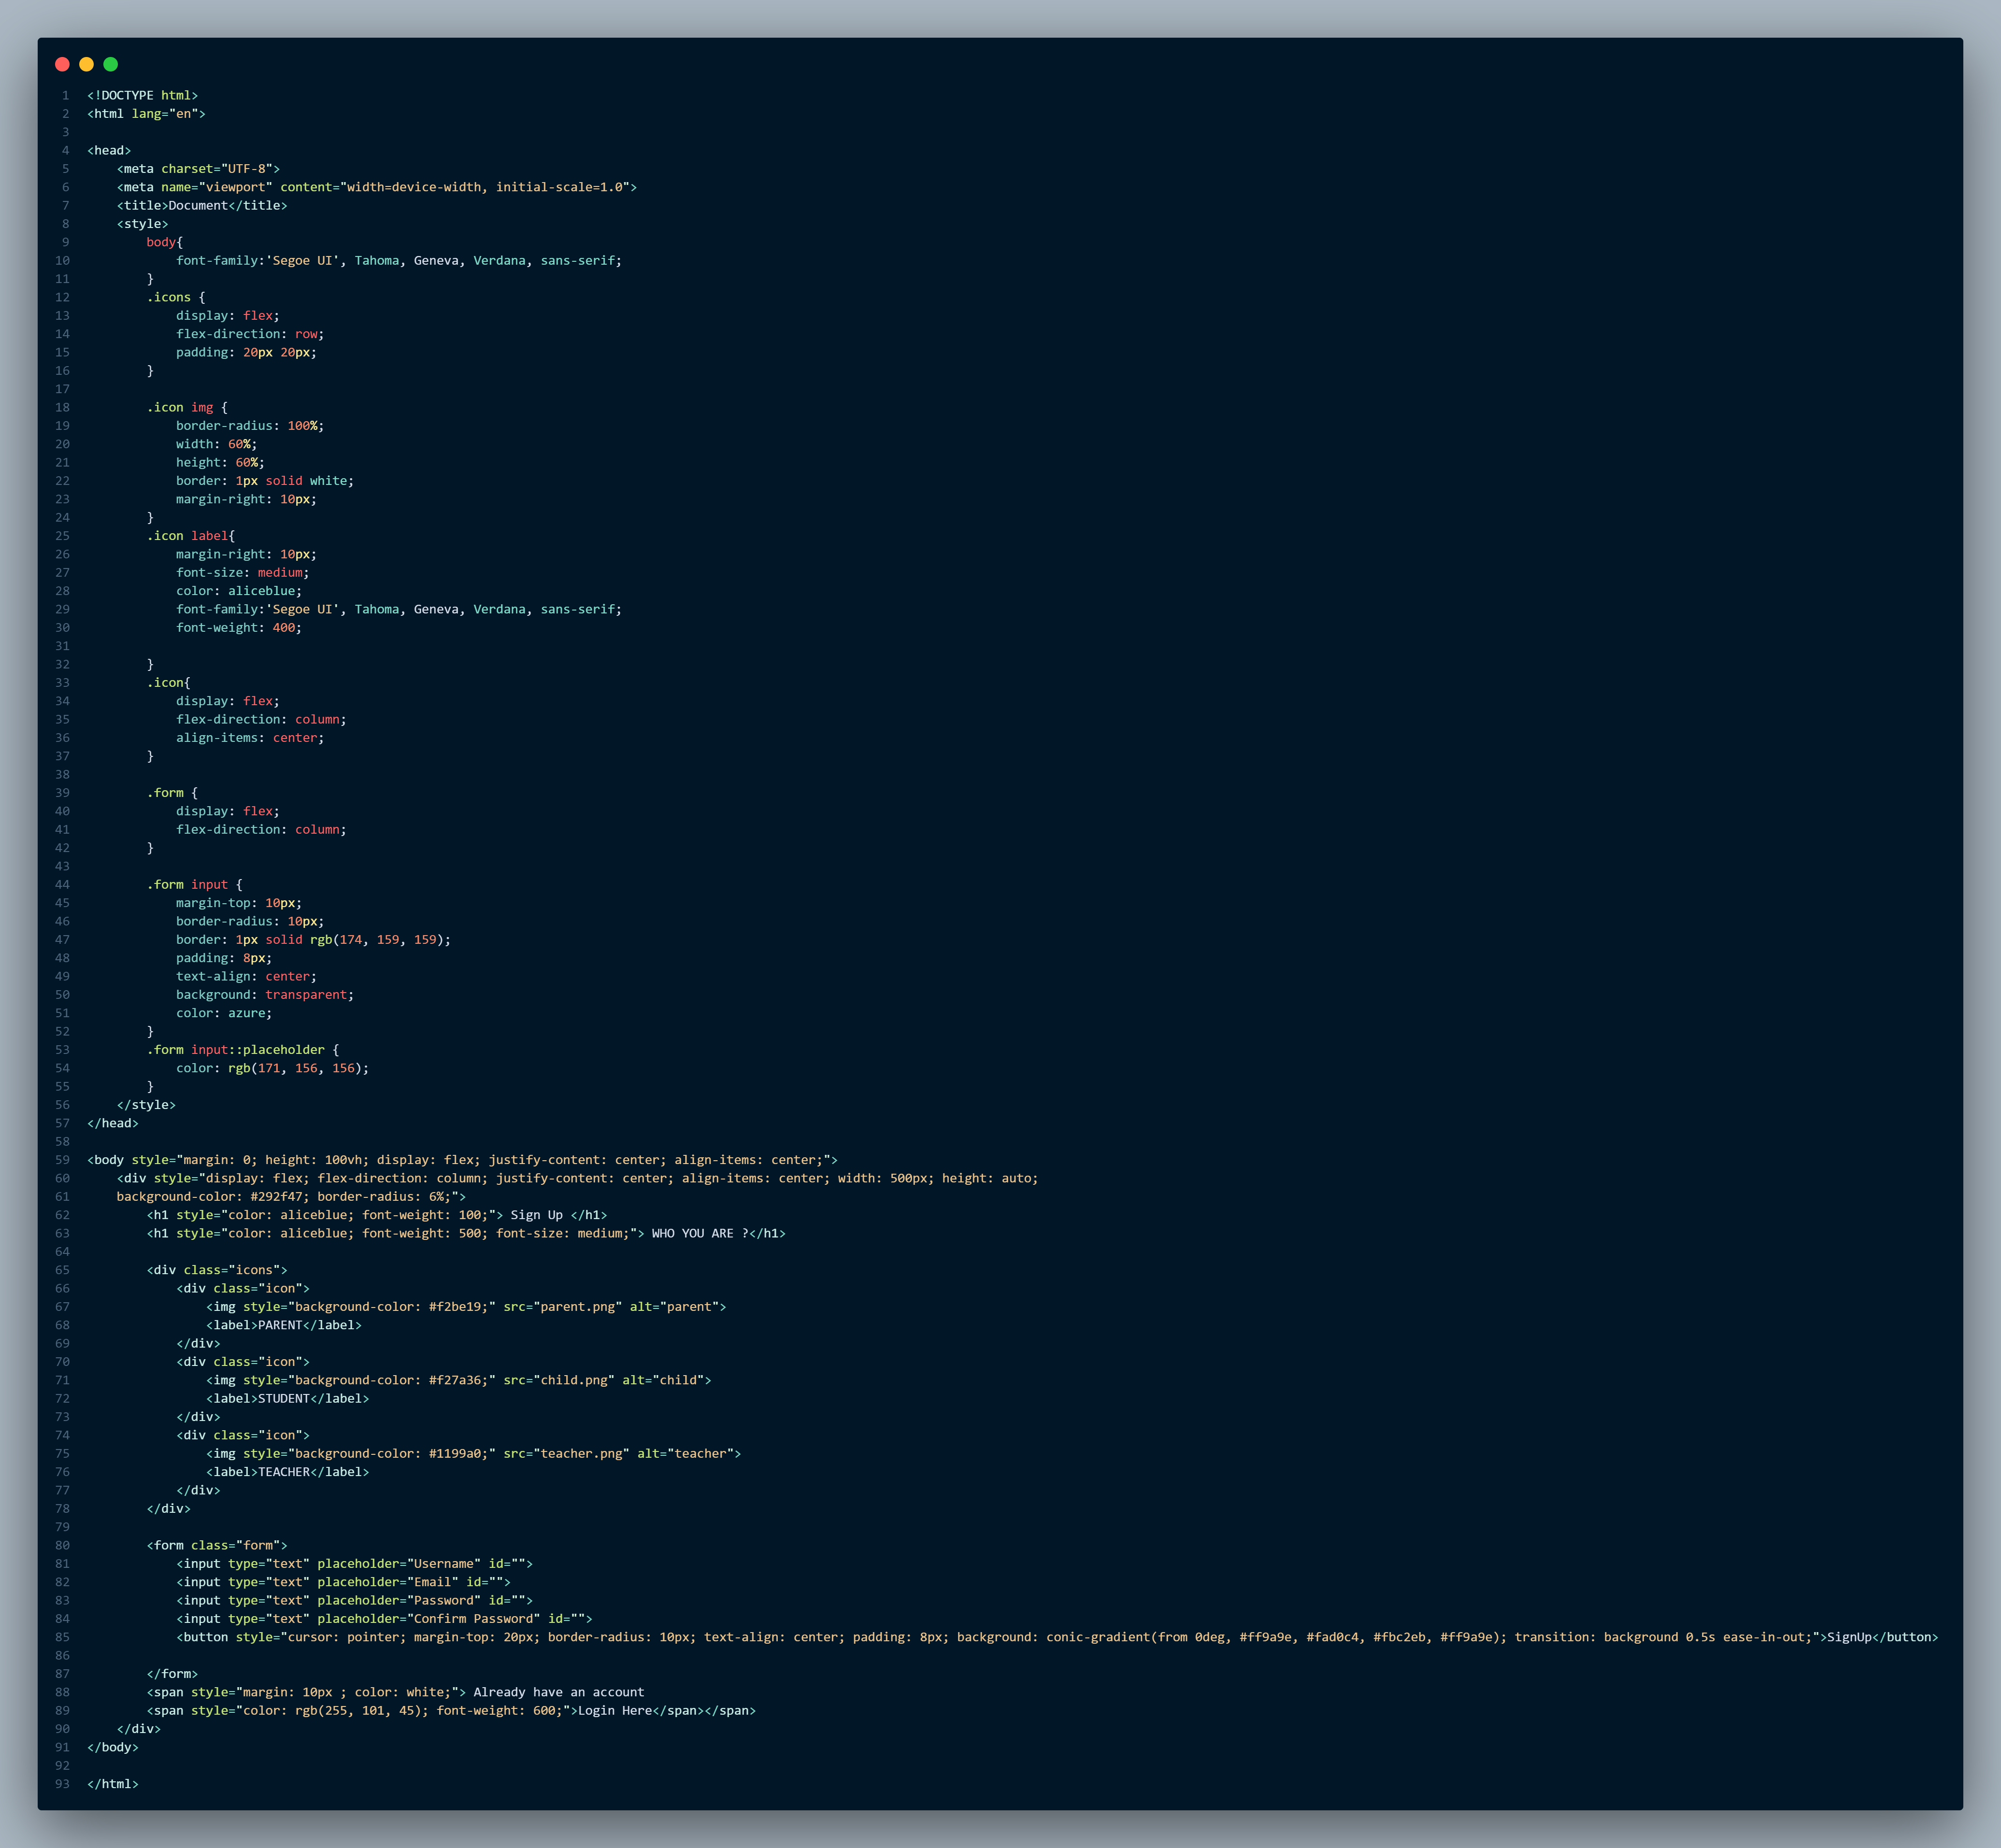 1 <!DOCTYPE html>
2 <html lang="en">
3
4 <head>
5     <meta charset="UTF-8">
6     <meta name="viewport" content="width=device-width, initial-scale=1.0">
7     <title>Document</title>
8     <style>
9         body{
10             font-family:'Segoe UI', Tahoma, Geneva, Verdana, sans-serif;
11         }
12         .icons {
13             display: flex;
14             flex-direction: row;
15             padding: 20px 20px;
16         }
17
18         .icon img {
19             border-radius: 100%;
20             width: 60%;
21             height: 60%;
22             border: 1px solid white;
23             margin-right: 10px;
24         }
25         .icon label{
26             margin-right: 10px;
27             font-size: medium;
28             color: aliceblue;
29             font-family:'Segoe UI', Tahoma, Geneva, Verdana, sans-serif;
30             font-weight: 400;
31
32         }
33         .icon{
34             display: flex;
35             flex-direction: column;
36             align-items: center;
37         }
38
39         .form {
40             display: flex;
41             flex-direction: column;
42         }
43
44         .form input {
45             margin-top: 10px;
46             border-radius: 10px;
47             border: 1px solid rgb(174, 159, 159);
48             padding: 8px;
49             text-align: center;
50             background: transparent;
51             color: azure;
52         }
53         .form input::placeholder {
54             color: rgb(171, 156, 156);
55         }
56     </style>
57 </head>
58
59 <body style="margin: 0; height: 100vh; display: flex; justify-content: center; align-items: center;">
60     <div style="display: flex; flex-direction: column; justify-content: center; align-items: center; width: 500px; height: auto;
61     background-color: #292f47; border-radius: 6%;">
62         <h1 style="color: aliceblue; font-weight: 100;"> Sign Up </h1>
63         <h1 style="color: aliceblue; font-weight: 500; font-size: medium;"> WHO YOU ARE ?</h1>
64
65         <div class="icons">
66             <div class="icon">
67                 <img style="background-color: #f2be19;" src="parent.png" alt="parent">
68                 <label>PARENT</label>
69             </div>
70             <div class="icon">
71                 <img style="background-color: #f27a36;" src="child.png" alt="child">
72                 <label>STUDENT</label>
73             </div>
74             <div class="icon">
75                 <img style="background-color: #1199a0;" src="teacher.png" alt="teacher">
76                 <label>TEACHER</label>
77             </div>
78         </div>
79
80         <form class="form">
81             <input type="text" placeholder="Username" id="">
82             <input type="text" placeholder="Email" id="">
83             <input type="text" placeholder="Password" id="">
84             <input type="text" placeholder="Confirm Password" id="">
85             <button style="cursor: pointer; margin-top: 20px; border-radius: 10px; text-align: center; padding: 8px; background: conic-gradient(from 0deg, #ff9a9e, #fad0c4, #fbc2eb, #ff9a9e); transition: background 0.5s ease-in-out;">SignUp</button>
86
87         </form>
88         <span style="margin: 10px ; color: white;"> Already have an account
89         <span style="color: rgb(255, 101, 45); font-weight: 600;">Login Here</span></span>
90     </div>
91 </body>
92
93 </html>